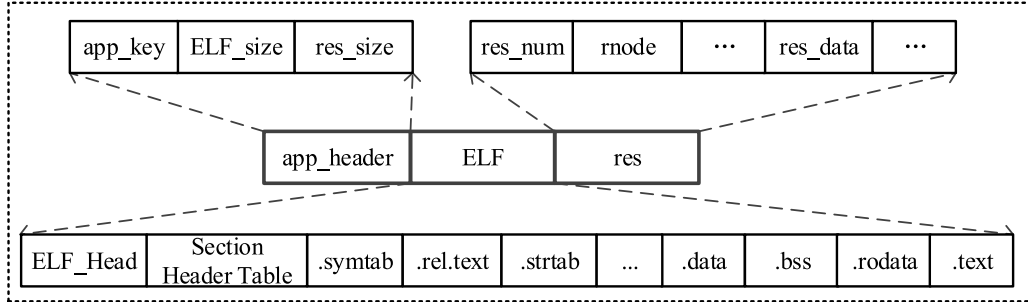 app_key ELF_size res_size res_num rnode ... res_data ...
app_header ELF res
ELF_Head Section Header Table .symtab .rel.text .strtab ... .data .bss .rodata .text